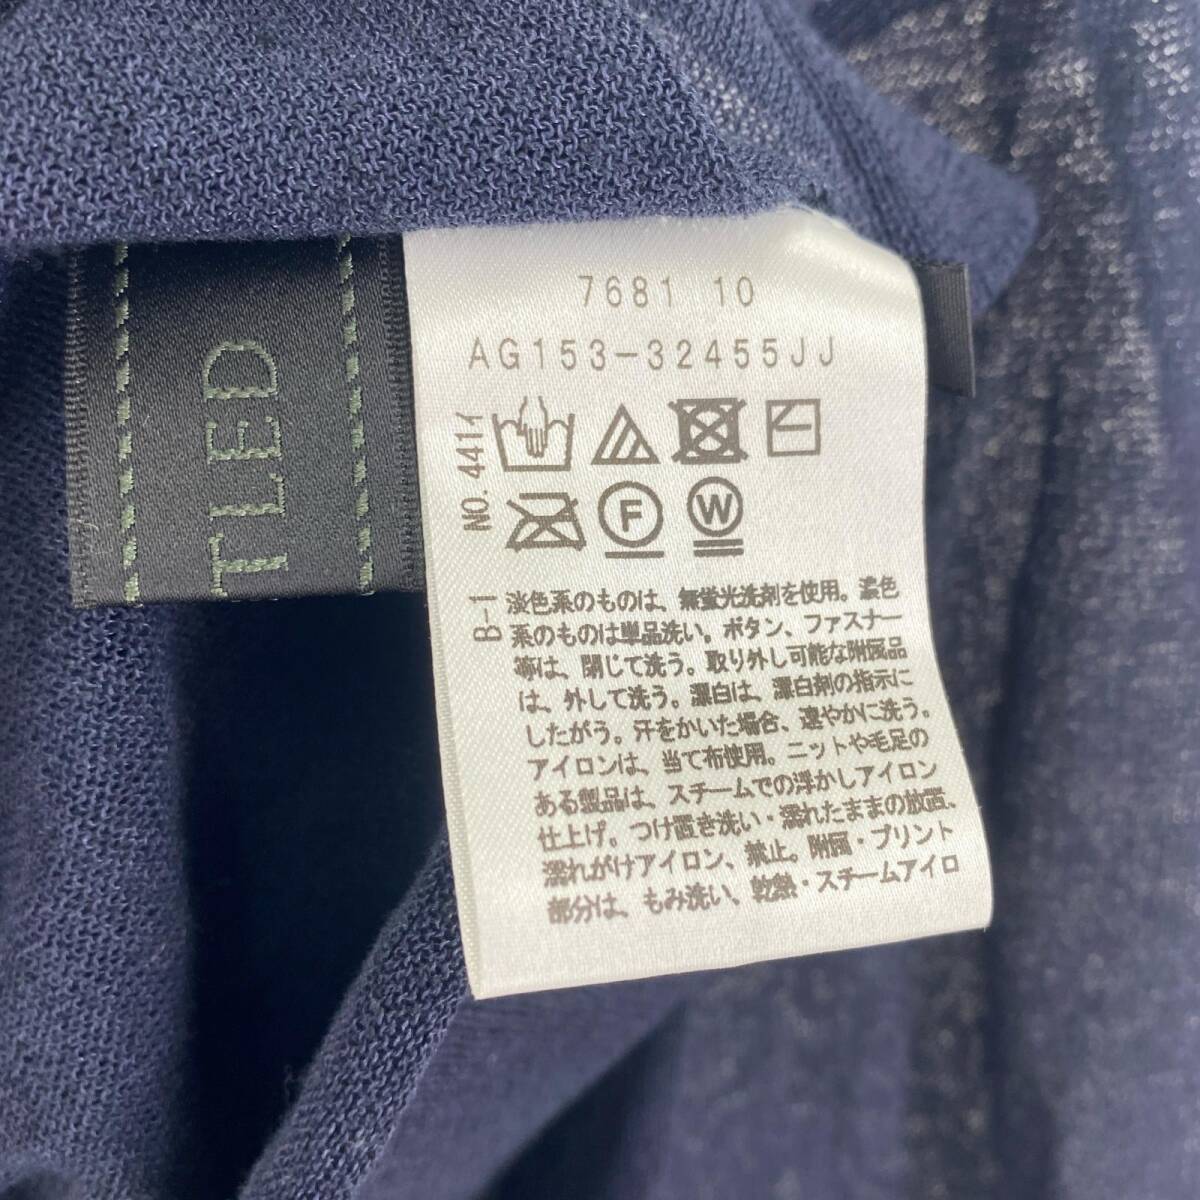 TLED
7681 10
AG153-32455JJ
NO. 441イ
F
W
B-1
淡色系のものは、無蛍光洗剤を使用。濃色
系のものは単品洗い。ボタン、ファスナー
等は、閉じて洗う。取り外し可能な附属品
は、外して洗う。漂白は、漂白剤の指示に
したがう。汗をかいた場合、速やかに洗う。
アイロンは、当て布使用。ニットや毛足の
ある製品は、スチームでの浮かしアイロン
仕上げ。つけ置き洗い・濡れたままの放置、
濡れがけアイロン、禁止。附属・プリント
部分は、もみ洗い、乾熱・スチームアイロ